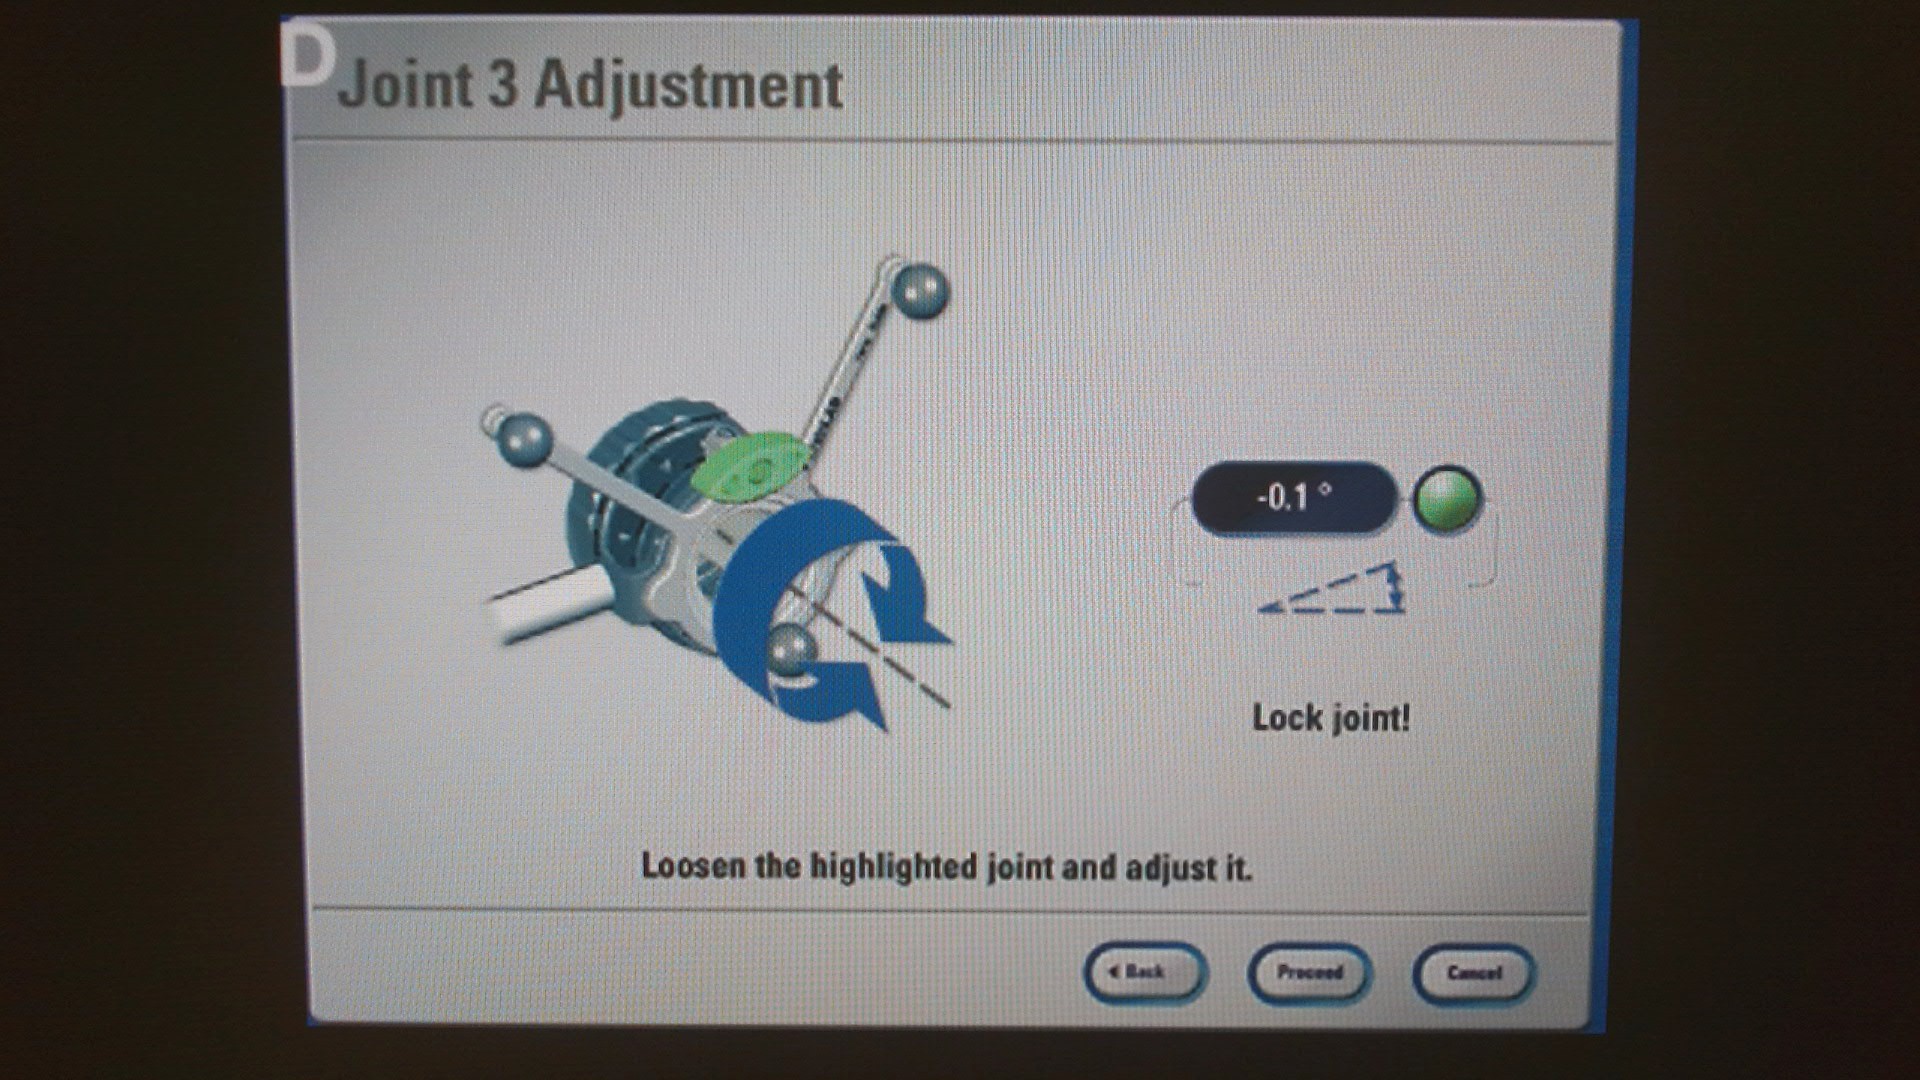 D
Joint 3 Adjustment
-0.1 °
Lock joint!
Loosen the highlighted joint and adjust it.
Back
Proceed
Cancel